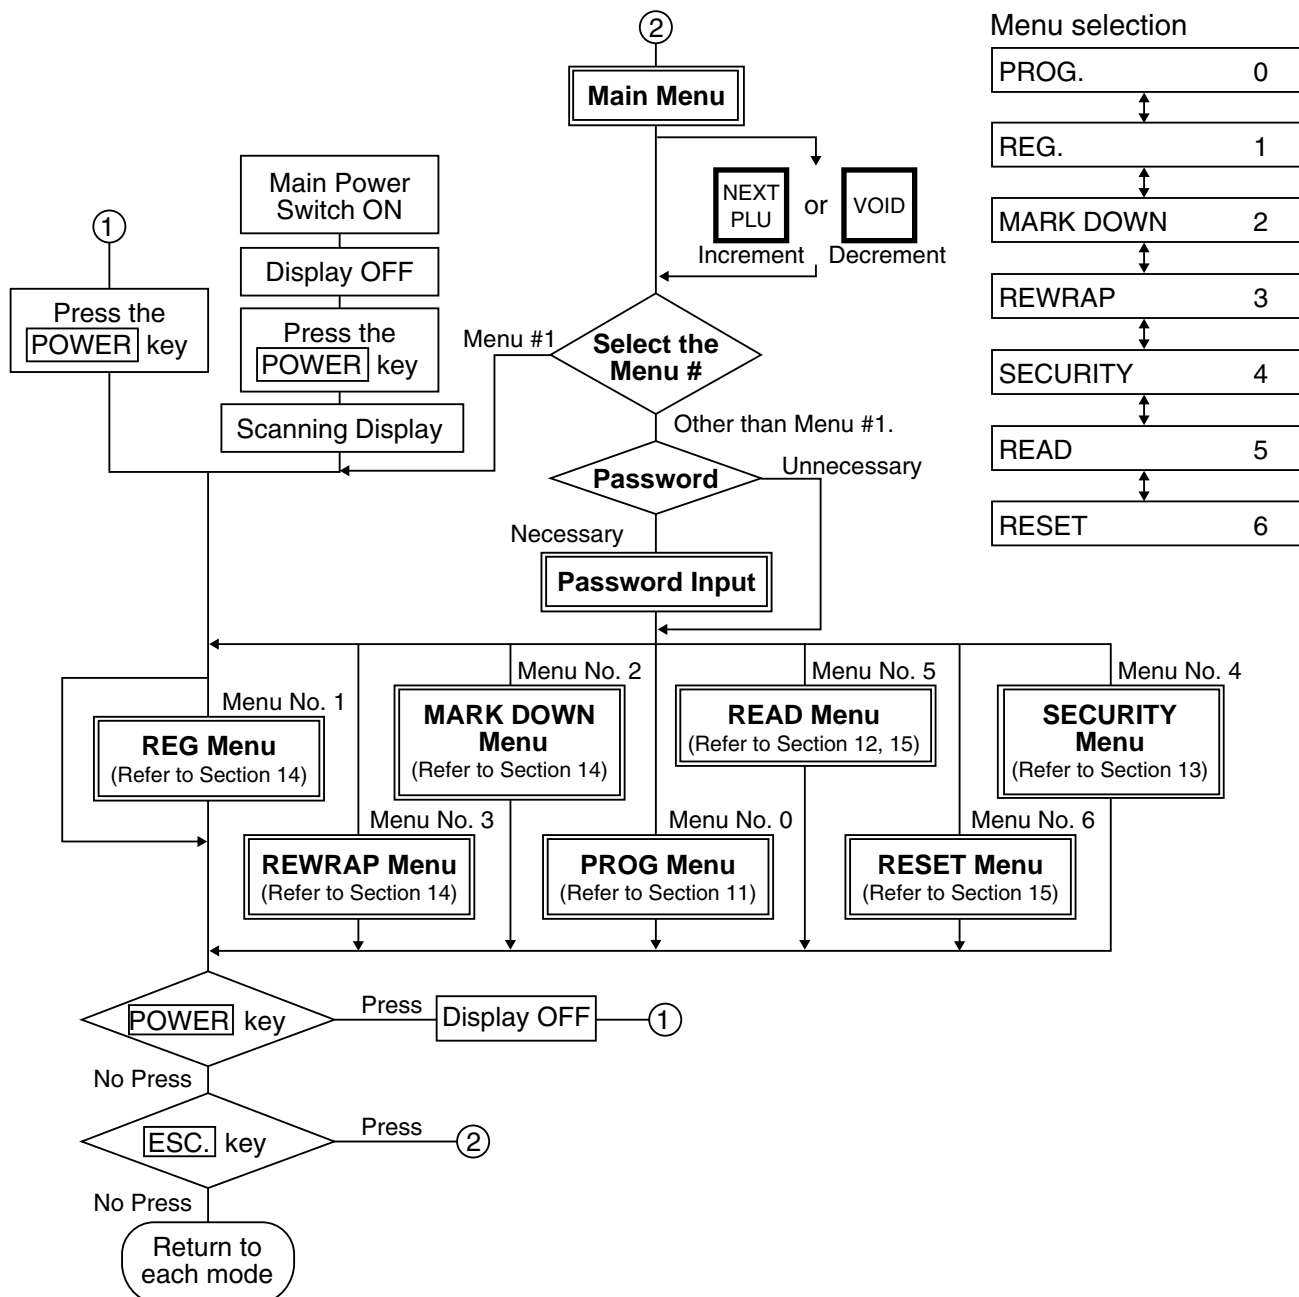 2
Main Menu
NEXT
PLU
or
VOID
Increment
Decrement
Main Power
Switch ON
1
Display OFF
Press the
POWER key
Press the
POWER key
Scanning Display
Menu #1
Select the
Menu #
Other than Menu #1.
Password
Unnecessary
Necessary
Password Input
Menu selection
PROG. 0
REG. 1
MARK DOWN 2
REWRAP 3
SECURITY 4
READ 5
RESET 6
Menu No. 1
REG Menu
(Refer to Section 14)
Menu No. 2
MARK DOWN
Menu
(Refer to Section 14)
Menu No. 5
READ Menu
(Refer to Section 12, 15)
Menu No. 4
SECURITY
Menu
(Refer to Section 13)
Menu No. 3
REWRAP Menu
(Refer to Section 14)
Menu No. 0
PROG Menu
(Refer to Section 11)
Menu No. 6
RESET Menu
(Refer to Section 15)
POWER key
Press
Display OFF
1
No Press
ESC. key
Press
2
No Press
Return to
each mode